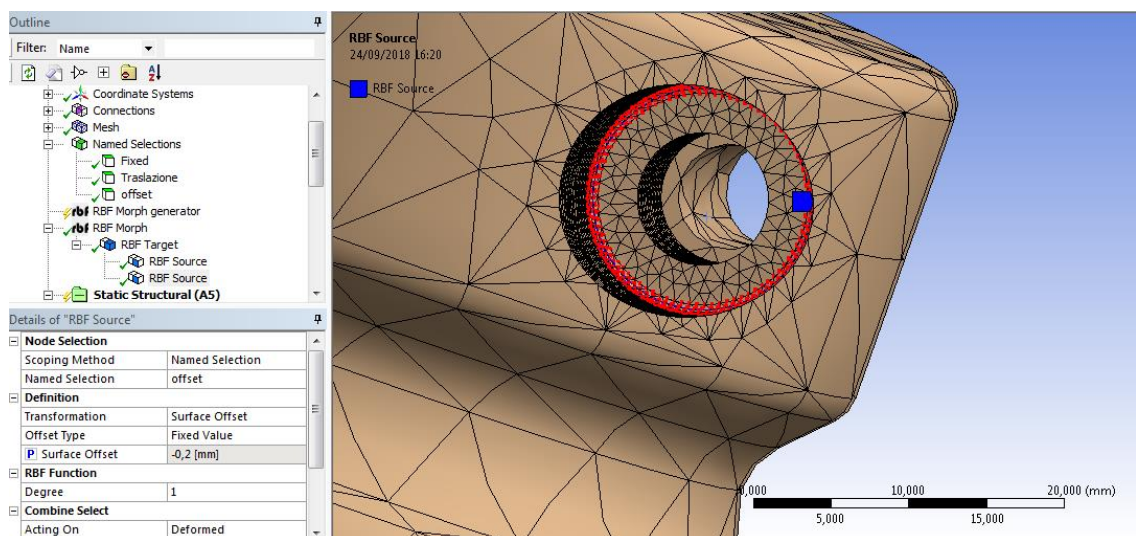 Outline
Filter: Name
Coordinate Systems
Connections
Mesh
Named Selections
Fixed
Traslazione
offset
rbf RBF Morph generator
rbf RBF Morph
RBF Target
RBF Source
RBF Source
Static Structural (A5)
Details of "RBF Source"
Node Selection
Scoping Method Named Selection
Named Selection offset
Definition
Transformation Surface Offset
Offset Type Fixed Value
P Surface Offset -0,2 [mm]
RBF Function
Degree 1
Combine Select
Acting On Deformed
RBF Source
24/09/2018 16:20
RBF Source
0,000 10,000 20,000 (mm)
5,000 15,000